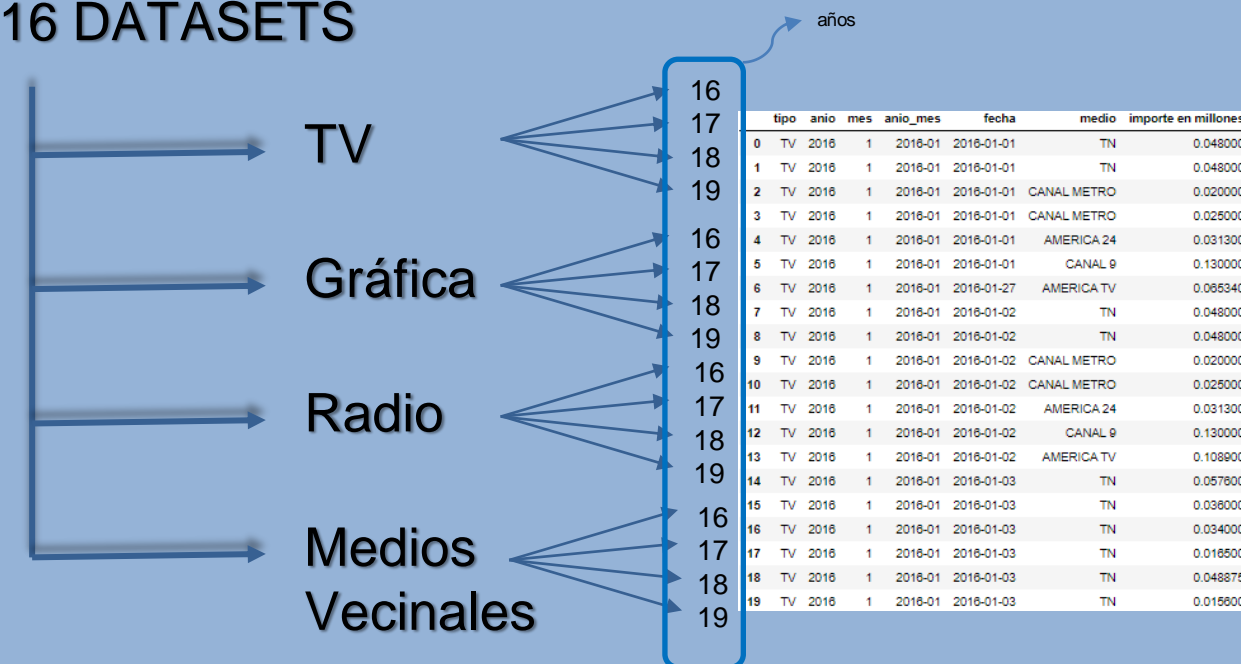 16 DATASETS
años
TV
16
17
18
19
Gráfica
16
17
18
19
Radio
16
17
18
19
Medios
Vecinales
16
17
18
19
tipo anio mes anio_mes fecha medio importe en millones
0 TV 2016 1 2016-01 2016-01-01 TN 0.048000
1 TV 2016 1 2016-01 2016-01-01 TN 0.048000
2 TV 2016 1 2016-01 2016-01-01 CANAL METRO 0.020000
3 TV 2016 1 2016-01 2016-01-01 CANAL METRO 0.025000
4 TV 2016 1 2016-01 2016-01-01 AMERICA 24 0.031300
5 TV 2016 1 2016-01 2016-01-01 CANAL 9 0.130000
6 TV 2016 1 2016-01 2016-01-27 AMERICA TV 0.065340
7 TV 2016 1 2016-01 2016-01-02 TN 0.048000
8 TV 2016 1 2016-01 2016-01-02 TN 0.048000
9 TV 2016 1 2016-01 2016-01-02 CANAL METRO 0.020000
10 TV 2016 1 2016-01 2016-01-02 CANAL METRO 0.025000
11 TV 2016 1 2016-01 2016-01-02 AMERICA 24 0.031300
12 TV 2016 1 2016-01 2016-01-02 CANAL 9 0.130000
13 TV 2016 1 2016-01 2016-01-02 AMERICA TV 0.108900
14 TV 2016 1 2016-01 2016-01-03 TN 0.057600
15 TV 2016 1 2016-01 2016-01-03 TN 0.036000
16 TV 2016 1 2016-01 2016-01-03 TN 0.034000
17 TV 2016 1 2016-01 2016-01-03 TN 0.016500
18 TV 2016 1 2016-01 2016-01-03 TN 0.048875
19 TV 2016 1 2016-01 2016-01-03 TN 0.015600